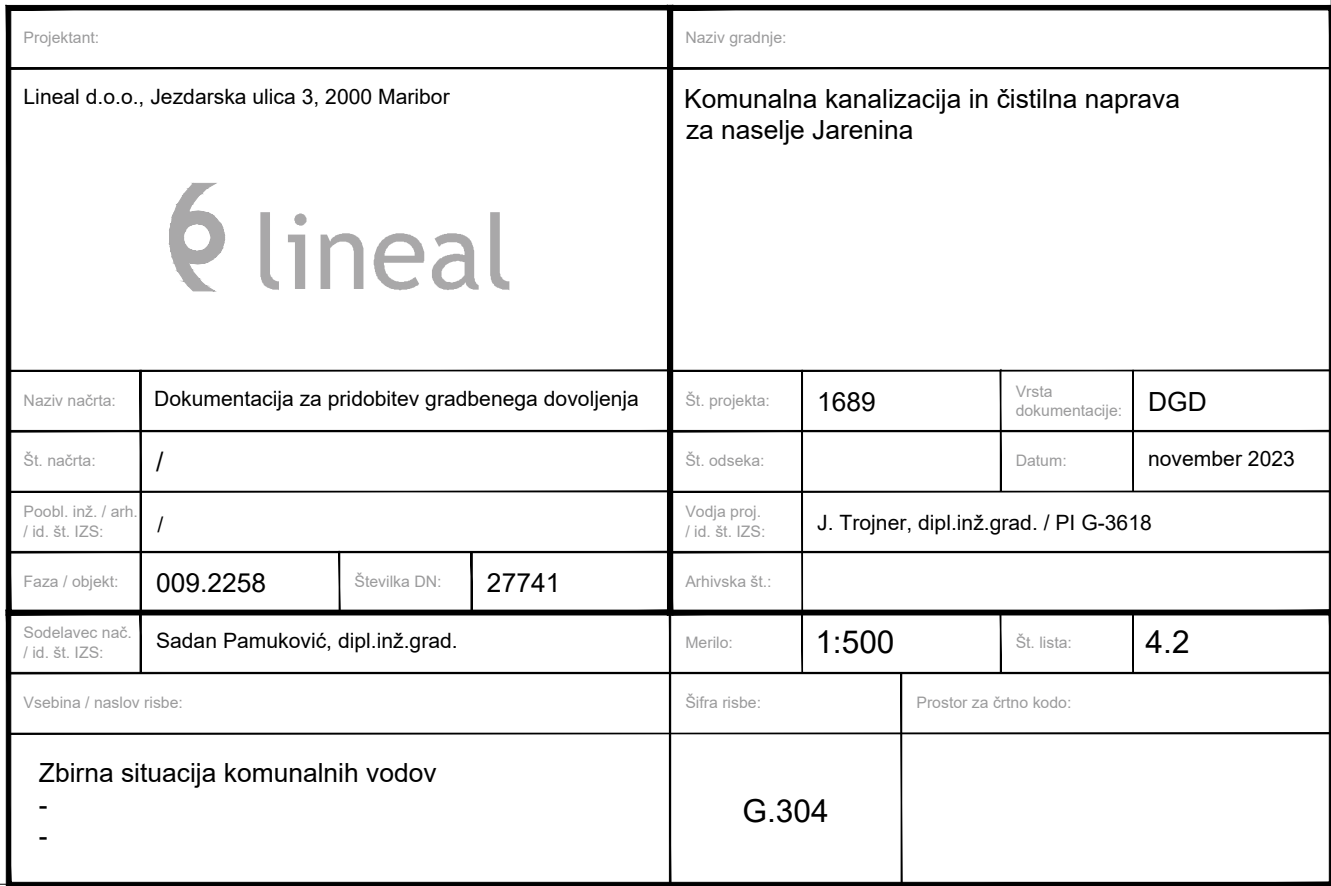 Projektant:
Naziv gradnje:
Lineal d.o.o., Jezdarska ulica 3, 2000 Maribor
lineal
Komunalna kanalizacija in čistilna naprava
za naselje Jarenina
Naziv načrta:
Dokumentacija za pridobitev gradbenega dovoljenja
Št. projekta:
1689
Vrsta
dokumentacije:
DGD
Št. načrta:
/
Št. odseka:
Datum:
november 2023
Poobl. inž. / arh.
/ id. št. IZS:
/
Vodja proj.
/ id. št. IZS:
J. Trojner, dipl.inž.grad. / PI G-3618
Faza / objekt:
009.2258
Številka DN:
27741
Arhivska št.:
Sodelavec nač.
/ id. št. IZS:
Sadan Pamuković, dipl.inž.grad.
Merilo:
1:500
Št. lista:
4.2
Vsebina / naslov risbe:
Šifra risbe:
Prostor za črtno kodo:
Zbirna situacija komunalnih vodov
-
-
G.304